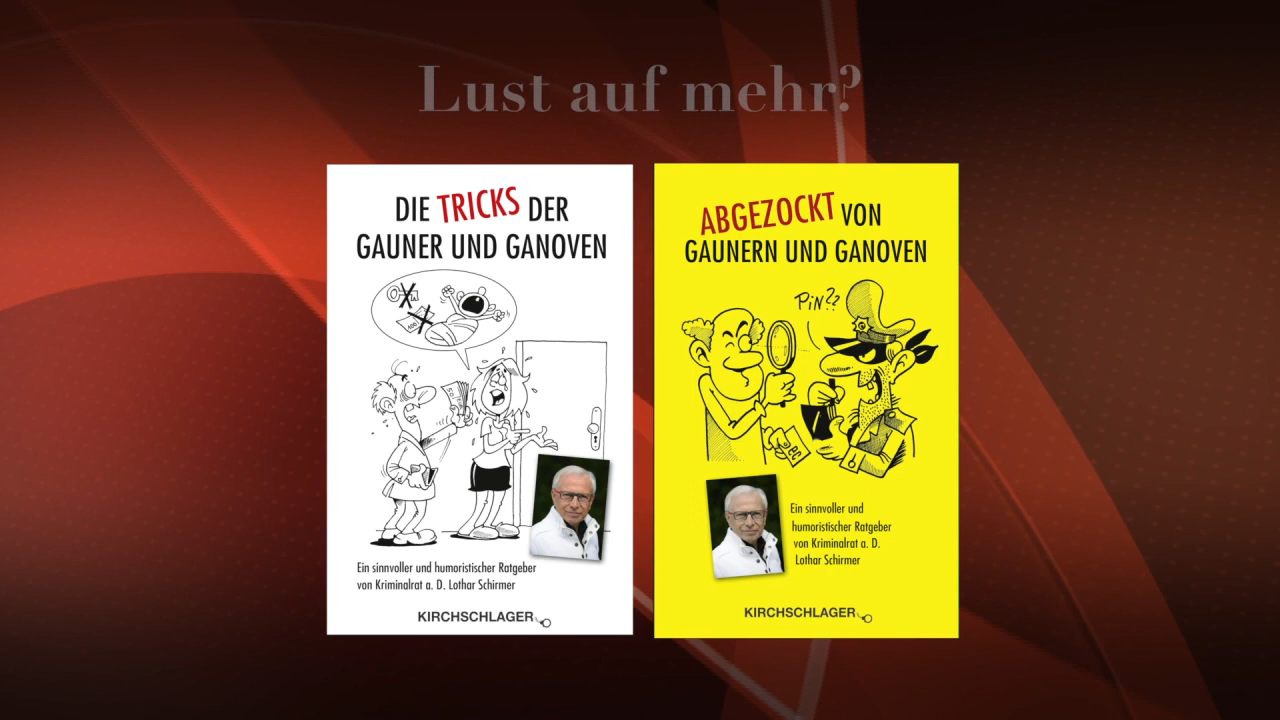 Lust auf mehr?
DIE TRICKS DER
GAUNER UND GANOVEN
100
Ein sinnvoller und humoristischer Ratgeber
von Kriminalrat a. D. Lothar Schirmer
KIRCHSCHLAGER
ABGEZOCKT VON
GAUNERN UND GANOVEN
PiN??
Ein sinnvoller und
humoristischer Ratgeber
von Kriminalrat a. D.
Lothar Schirmer
KIRCHSCHLAGER